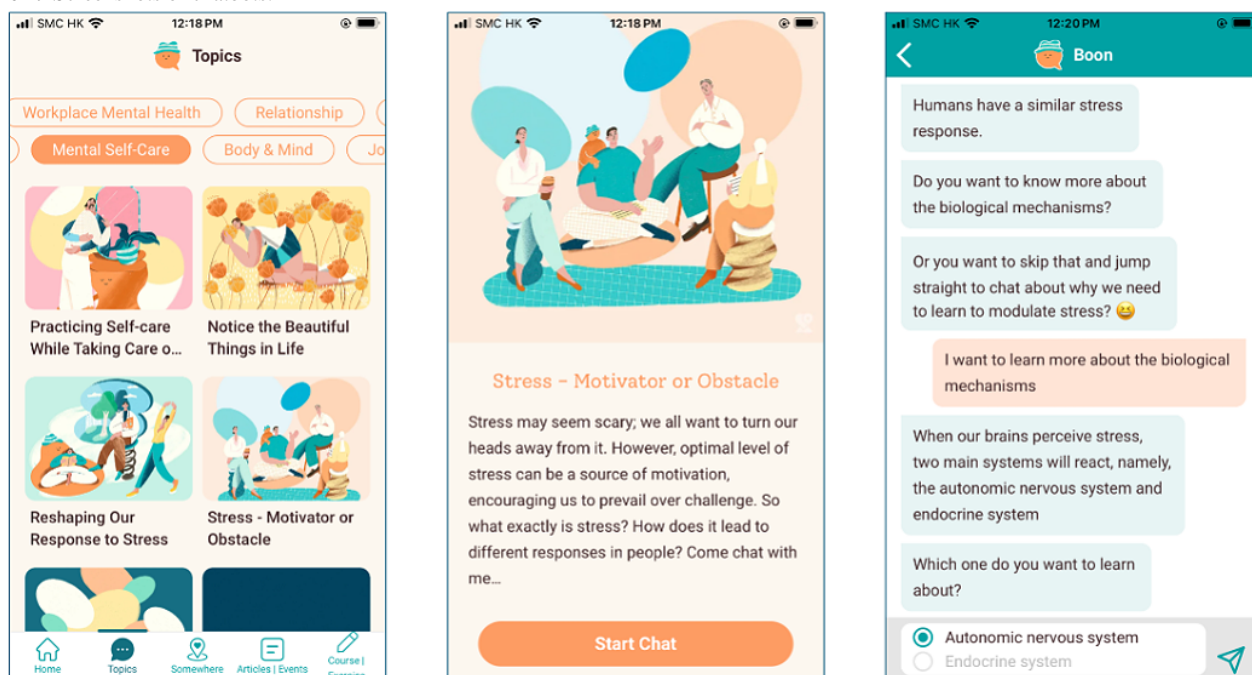 SMC HK
12:18 PM
Topics
Workplace Mental Health
Relationship
Mental Self-Care
Body & Mind
Jo
Practicing Self-care
While Taking Care o...
Notice the Beautiful
Things in Life
Reshaping Our
Response to Stress
Stress - Motivator or
Obstacle
Home
Topics
Somewhere
Articles | Events
Course |
SMC HK
12:18 PM
Stress – Motivator or Obstacle
Stress may seem scary; we all want to turn our
heads away from it. However, optimal level of
stress can be a source of motivation,
encouraging us to prevail over challenge. So
what exactly is stress? How does it lead to
different responses in people? Come chat with
me...
Start Chat
SMC HK
12:20 PM
Boon
Humans have a similar stress
response.
Do you want to know more about
the biological mechanisms?
Or you want to skip that and jump
straight to chat about why we need
to learn to modulate stress? 😆
I want to learn more about the biological
mechanisms
When our brains perceive stress,
two main systems will react, namely,
the autonomic nervous system and
endocrine system
Which one do you want to learn
about?
Autonomic nervous system
Endocrine system